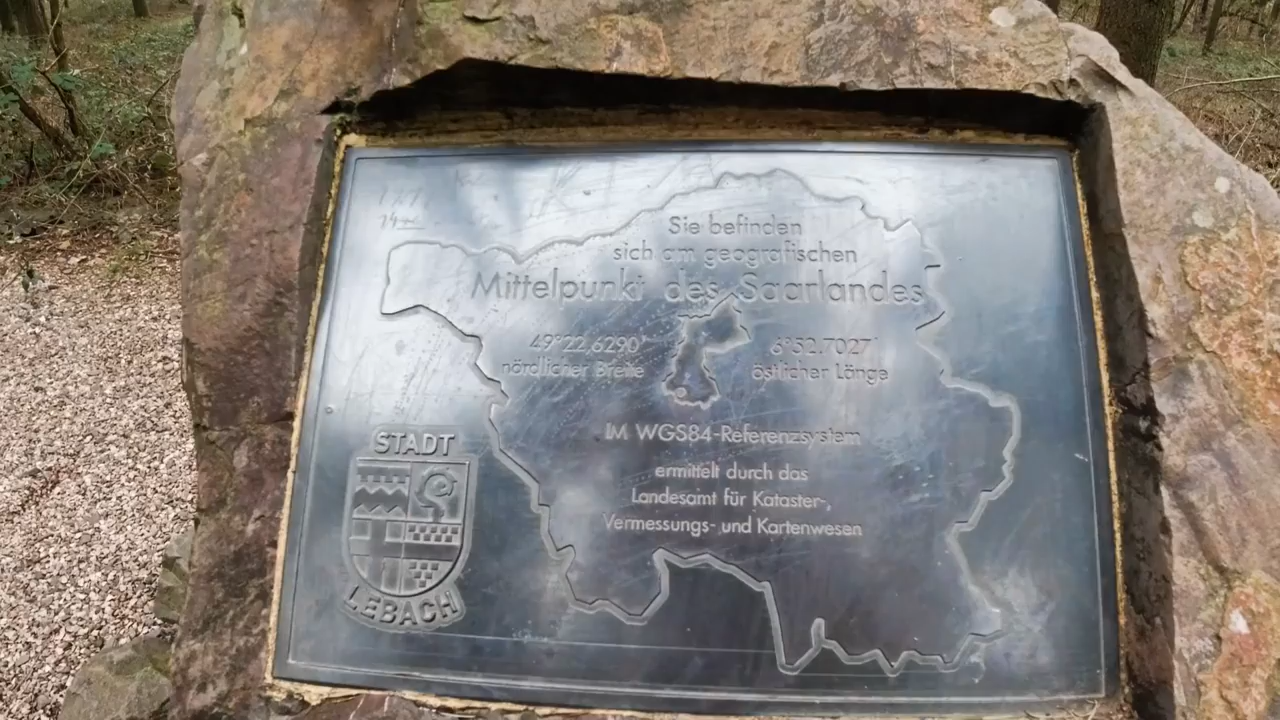 Sie befinden
sich am geografischen
Mittelpunkt des Saarlandes
49°22,6290'
nördlicher Breite
6°52.7027'
östlicher Länge
IM WGS84-Referenzsystem
ermittelt durch das
Landesamt für Kataster-,
Vermessungs- und Kartenwesen
STADT
LEBACH